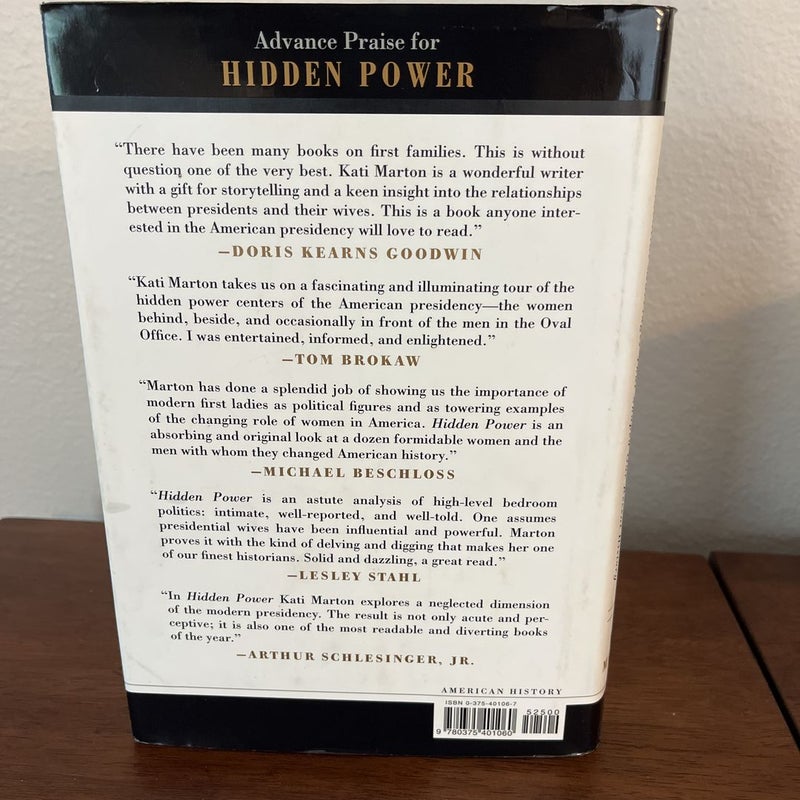 Advance Praise for
HIDDEN POWER
“There have been many books on first families. This is without
question one of the very best. Kati Marton is a wonderful writer
with a gift for storytelling and a keen insight into the relationships
between presidents and their wives. This is a book anyone inter-
ested in the American presidency will love to read.”
—DORIS KEARNS GOODWIN
“Kati Marton takes us on a fascinating and illuminating tour of the
hidden power centers of the American presidency—the women
behind, beside, and occasionally in front of the men in the Oval
Office. I was entertained, informed, and enlightened.”
—TOM BROKAW
“Marton has done a splendid job of showing us the importance of
modern first ladies as political figures and as towering examples
of the changing role of women in America. Hidden Power is an
absorbing and original look at a dozen formidable women and the
men with whom they changed American history.”
—MICHAEL BESCHLOSS
“Hidden Power is an astute analysis of high-level bedroom
politics: intimate, well-reported, and well-told. One assumes
presidential wives have been influential and powerful. Marton
proves it with the kind of delving and digging that makes her one
of our finest historians. Solid and dazzling, a great read.”
—LESLEY STAHL
“In Hidden Power Kati Marton explores a neglected dimension
of the modern presidency. The result is not only acute and per-
ceptive; it is also one of the most readable and diverting books
of the year.”
—ARTHUR SCHLESINGER, JR.
AMERICAN HISTORY
ISBN 0-375-40106-7
52500
9 780375 401060